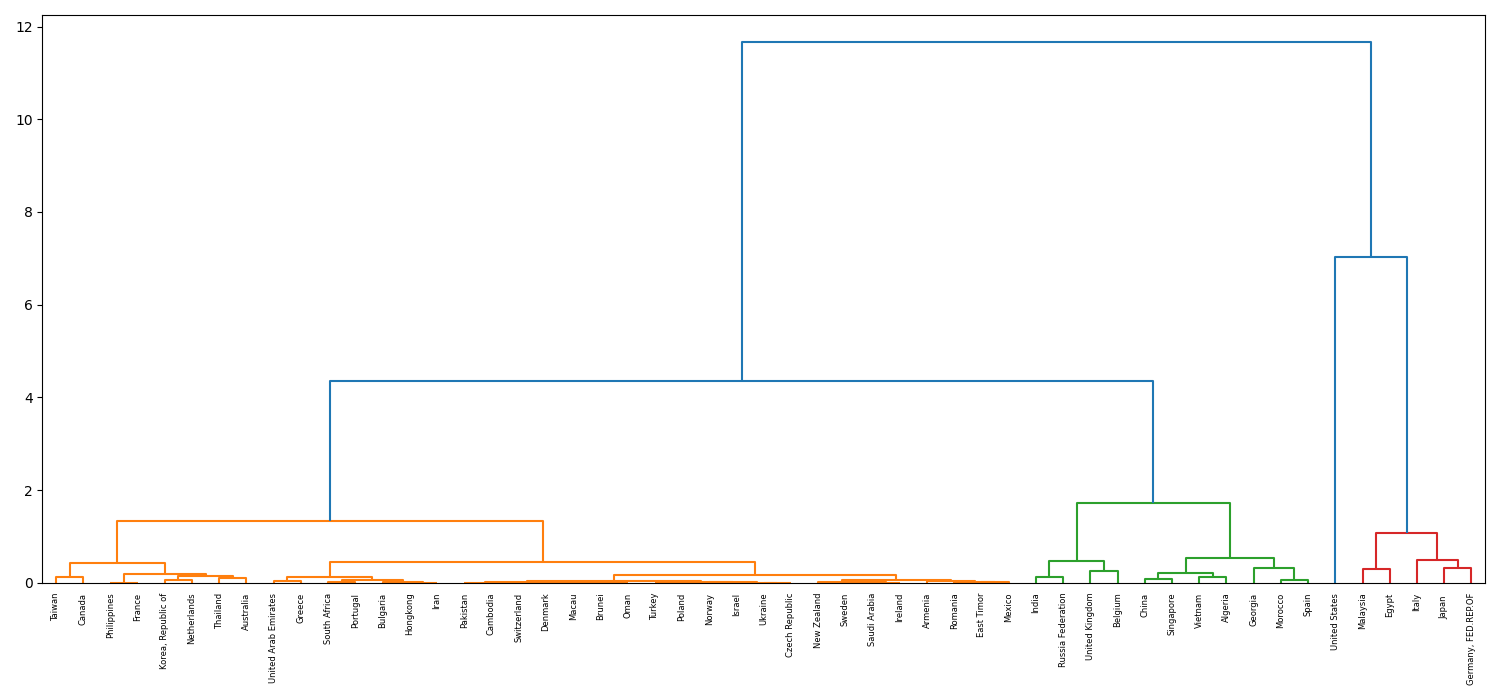 12
10
8
6
4
2
0
Taiwan
Canada
Philippines
France
Korea, Republic of
Netherlands
Thailand
Australia
United Arab Emirates
Greece
South Africa
Portugal
Bulgaria
Hongkong
Iran
Pakistan
Cambodia
Switzerland
Denmark
Macau
Brunei
Oman
Turkey
Poland
Norway
Israel
Ukraine
Czech Republic
New Zealand
Sweden
Saudi Arabia
Ireland
Armenia
Romania
East Timor
Mexico
India
Russia Federation
United Kingdom
Belgium
China
Singapore
Vietnam
Algeria
Georgia
Morocco
Spain
United States
Malaysia
Egypt
Italy
Japan
Germany, FED.REP.OF